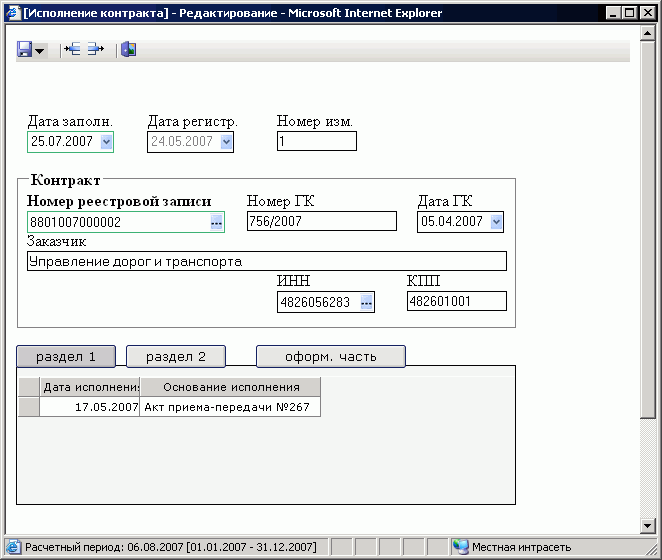 [Исполнение контракта] - Редактирование - Microsoft Internet Explorer
Дата заполн. Дата регистр. Номер изм.
25.07.2007 24.05.2007 1
Контракт
Номер реестровой записи Номер ГК Дата ГК
8801007000002 ... 756/2007 05.04.2007
Заказчик
Управление дорог и транспорта
ИНН КПП
4826056283 ... 482601001
раздел 1 раздел 2 оформ. часть
Дата исполнения Основание исполнения
17.05.2007 Акт приема-передачи №267
Расчетный период: 06.08.2007 [01.01.2007 - 31.12.2007] Местная интрасеть